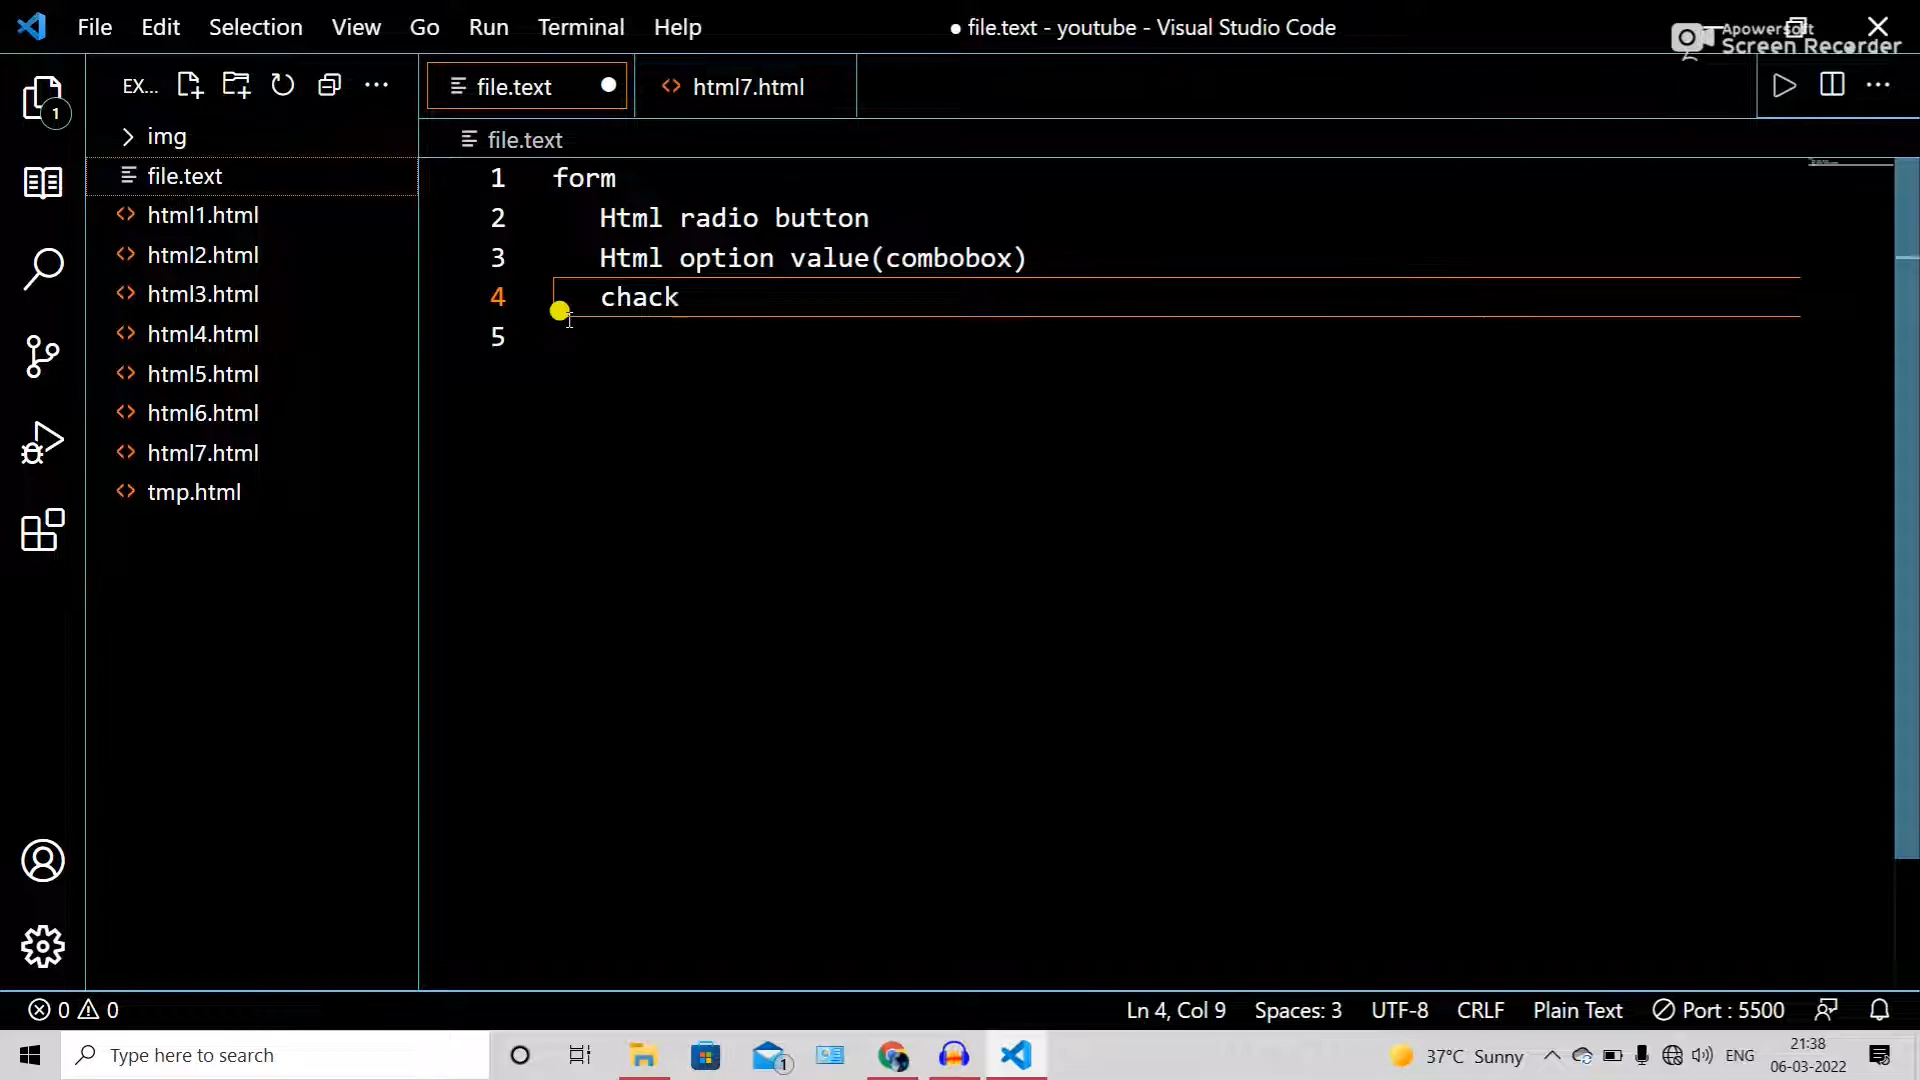 File Edit Selection View Go Run Terminal Help ● file.text - youtube - Visual Studio Code
Apowersoft
Screen Recorder
EX...
file.text html7.html
1
img
file.text
html1.html
html2.html
html3.html
html4.html
html5.html
html6.html
html7.html
tmp.html
file.text
1 form
2 Html radio button
3 Html option value(combobox)
4 chack
5
0 0 Ln 4, Col 9 Spaces: 3 UTF-8 CRLF Plain Text Port : 5500
Type here to search 1 37°C Sunny ENG 21:38
06-03-2022